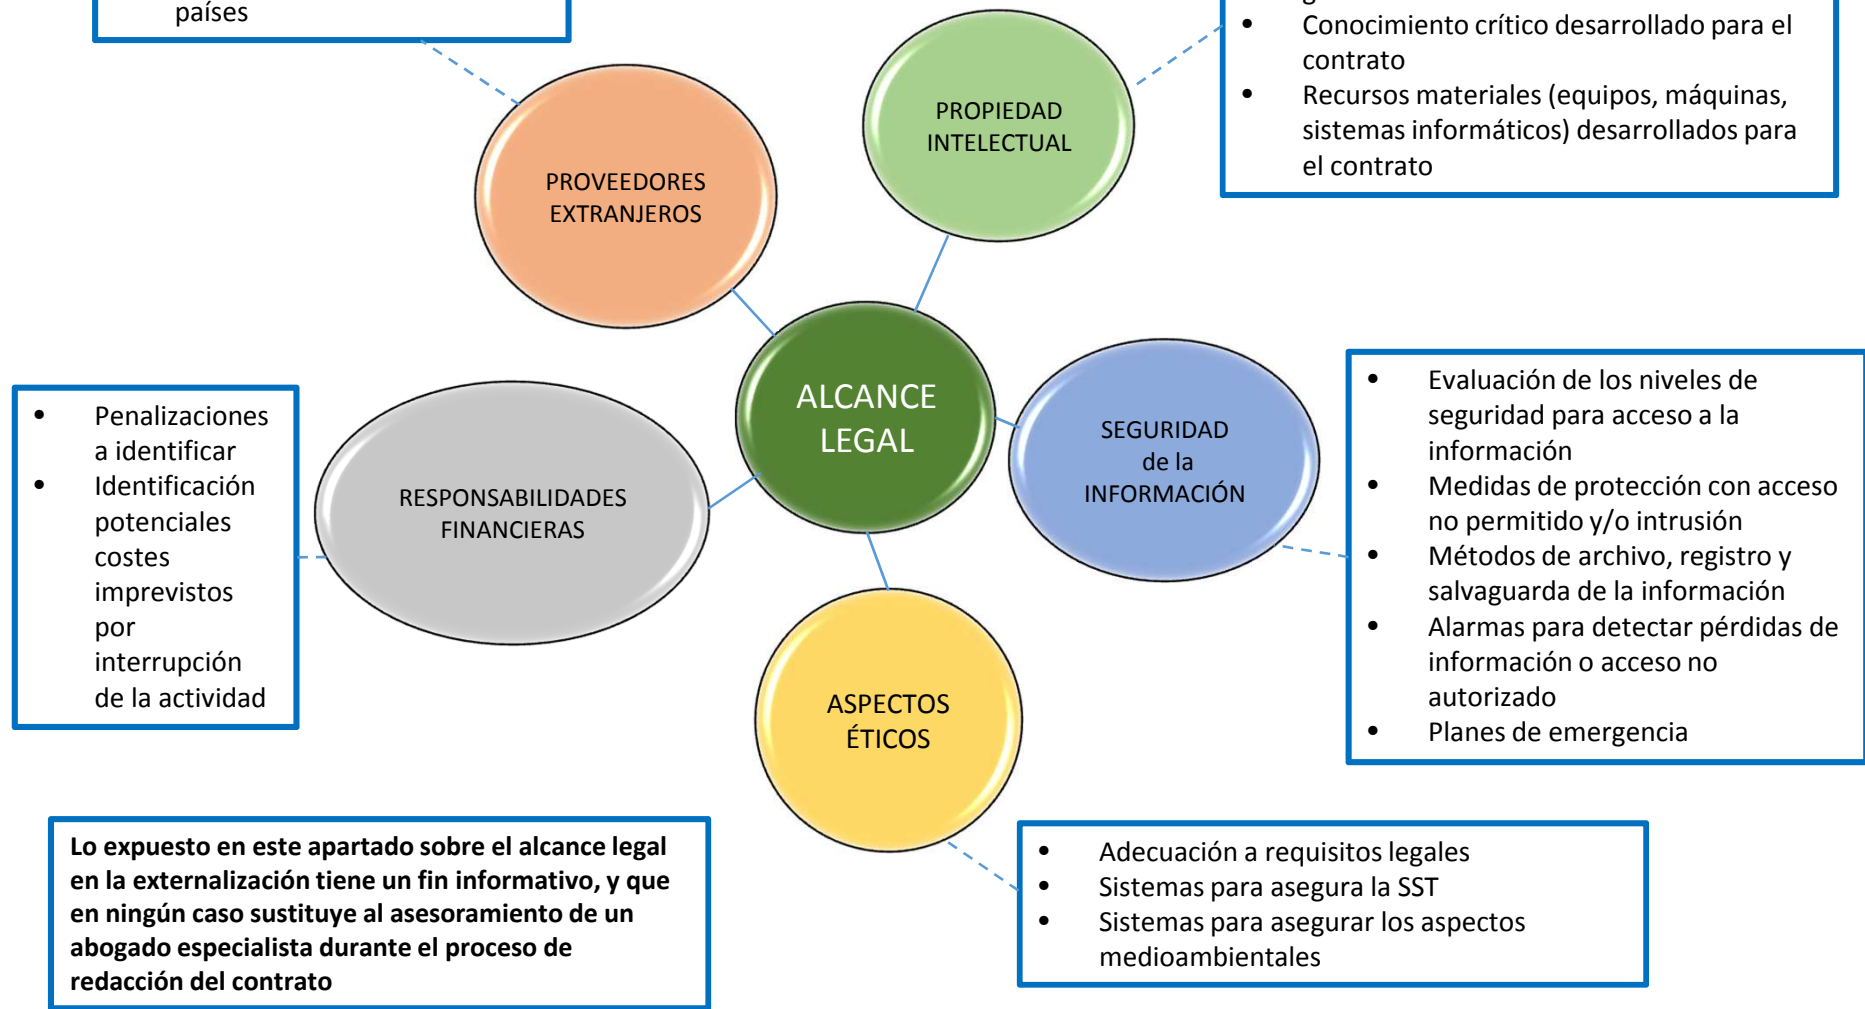 países
• Conocimiento crítico desarrollado para el
contrato
• Recursos materiales (equipos, máquinas,
sistemas informáticos) desarrollados para
el contrato
PROPIEDAD
INTELECTUAL
PROVEEDORES
EXTRANJEROS
ALCANCE
LEGAL
SEGURIDAD
de la
INFORMACIÓN
• Evaluación de los niveles de
seguridad para acceso a la
información
• Medidas de protección con acceso
no permitido y/o intrusión
• Métodos de archivo, registro y
salvaguarda de la información
• Alarmas para detectar pérdidas de
información o acceso no
autorizado
• Planes de emergencia
• Penalizaciones
a identificar
• Identificación
potenciales
costes
imprevistos
por
interrupción
de la actividad
RESPONSABILIDADES
FINANCIERAS
ASPECTOS
ÉTICOS
Lo expuesto en este apartado sobre el alcance legal
en la externalización tiene un fin informativo, y que
en ningún caso sustituye al asesoramiento de un
abogado especialista durante el proceso de
redacción del contrato
• Adecuación a requisitos legales
• Sistemas para asegura la SST
• Sistemas para asegurar los aspectos
medioambientales